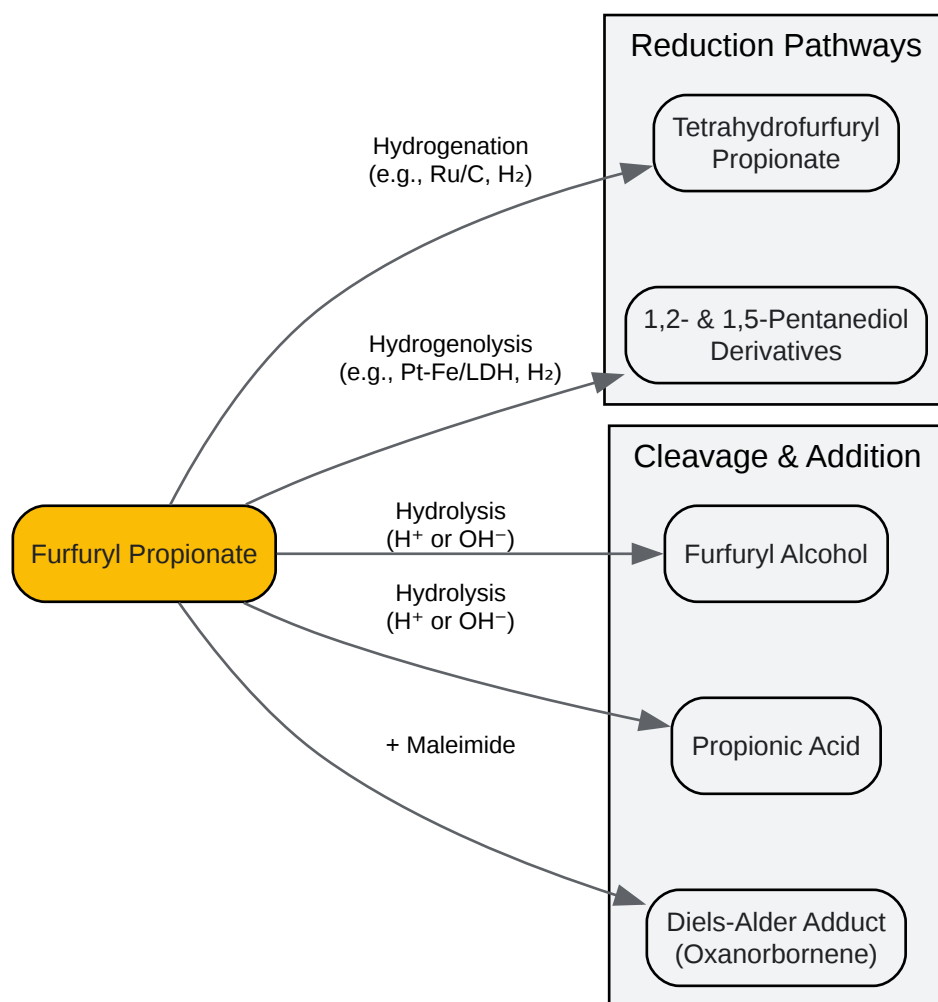 Reduction Pathways
Tetrahydrofurfuryl
Propionate
Hydrogenation
(e.g., Ru/C, H₂)
1,2- & 1,5-Pentanediol
Derivatives
Hydrogenolysis
(e.g., Pt-Fe/LDH, H₂)
Cleavage & Addition
Furfuryl Propionate
Hydrolysis
(H⁺ or OH⁻)
Furfuryl Alcohol
Hydrolysis
(H⁺ or OH⁻)
Propionic Acid
+ Maleimide
Diels-Alder Adduct
(Oxanorbornene)